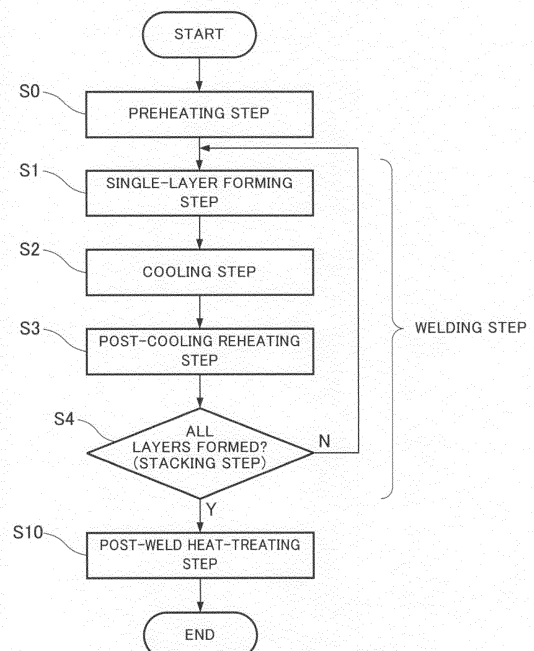 START
S0
PREHEATING STEP
S1
SINGLE-LAYER FORMING
STEP
S2
COOLING STEP
S3
POST-COOLING REHEATING
STEP
WELDING STEP
S4
ALL
LAYERS FORMED?
(STACKING STEP)
N
Y
S10
POST-WELD HEAT-TREATING
STEP
END